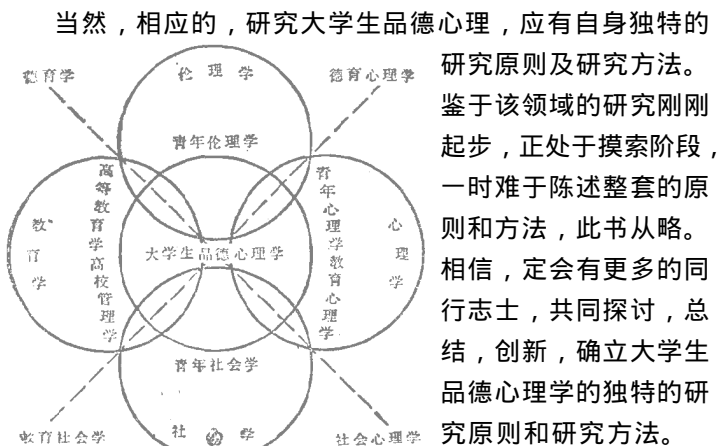 当然，相应的，研究大学生品德心理，应有自身独特的
研究原则及研究方法。
鉴于该领域的研究刚刚
起步，正处于摸索阶段，
一时难于陈述整套的原
则和方法，此书从略。
相信，定会有更多的同
行志士，共同探讨，总
结，创新，确立大学生
品德心理学的独特的研
究原则和研究方法。
德育学
伦理学
德育心理学
青年伦理学
教育学
高等教育学高校管理学
大学生品德心理学
青年心理学教育心理学
心理学
青年社会学
教育社会学
社会学
社会心理学